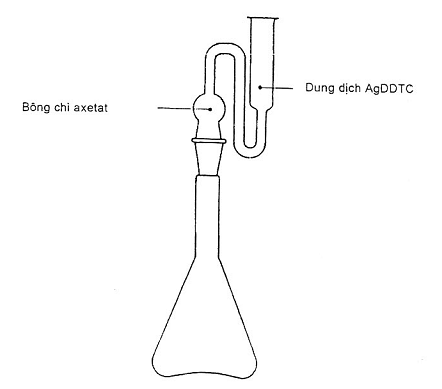 Dung dịch AgDDTC
Bông chì axetat